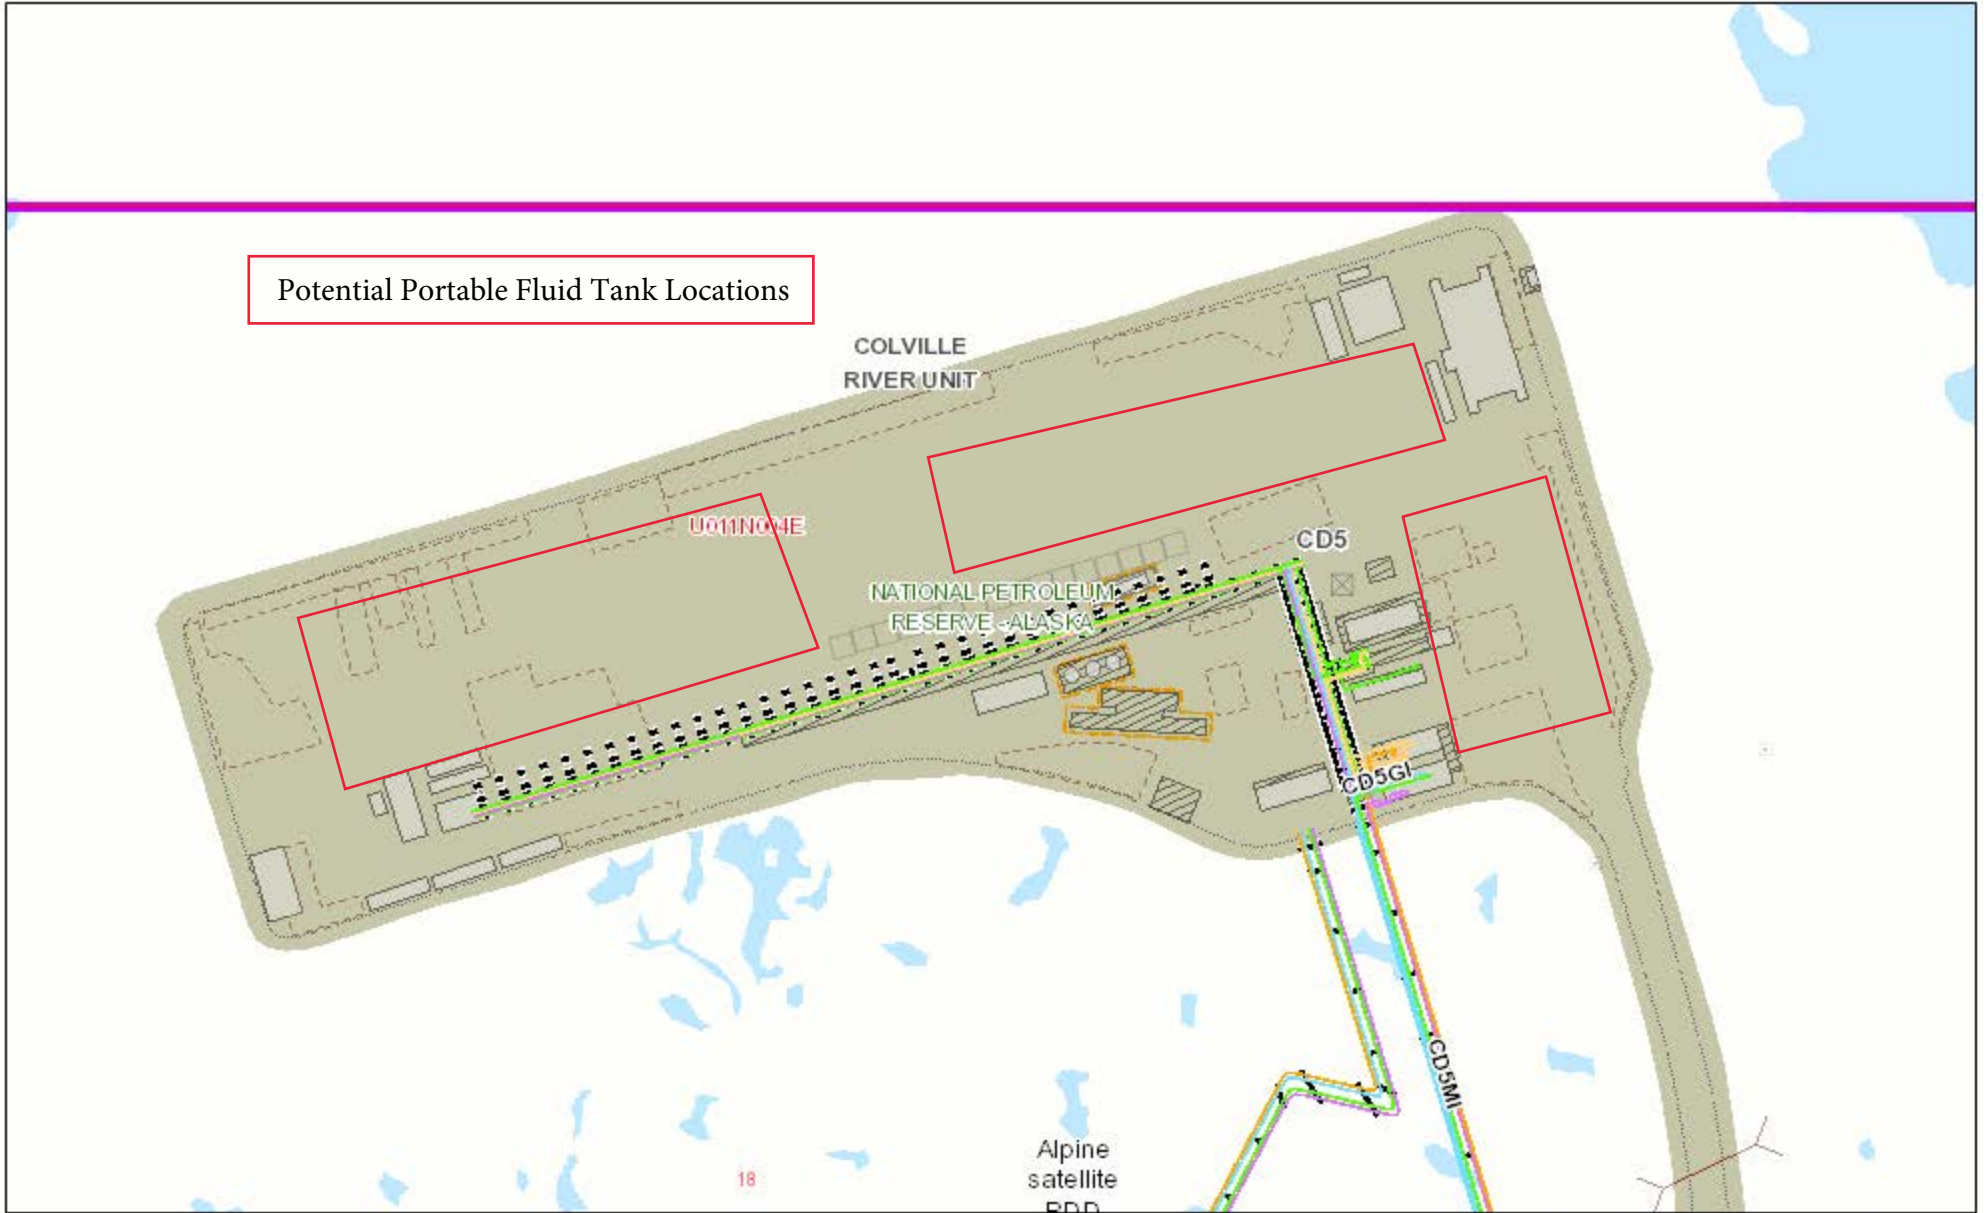 Potential Portable Fluid Tank Locations
COLVILLE
RIVER UNIT
U011N004E
CD5
NATIONAL PETROLEUM
RESERVE - ALASKA
CD5GI
CD5MI
Alpine
satellite
18